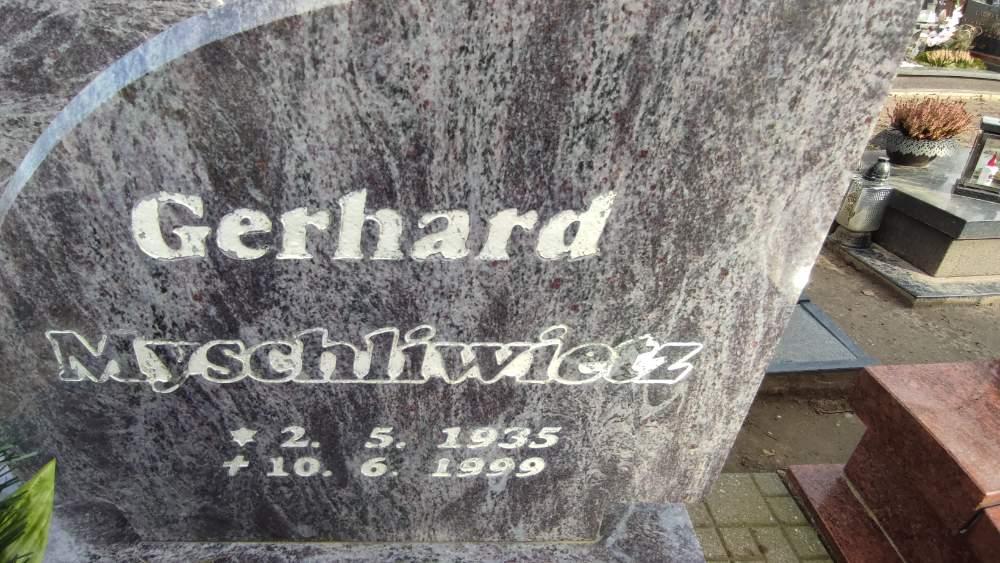 Gerhard
Myschliwietz
★ 2. 5. 1935
✝ 10. 6. 1999